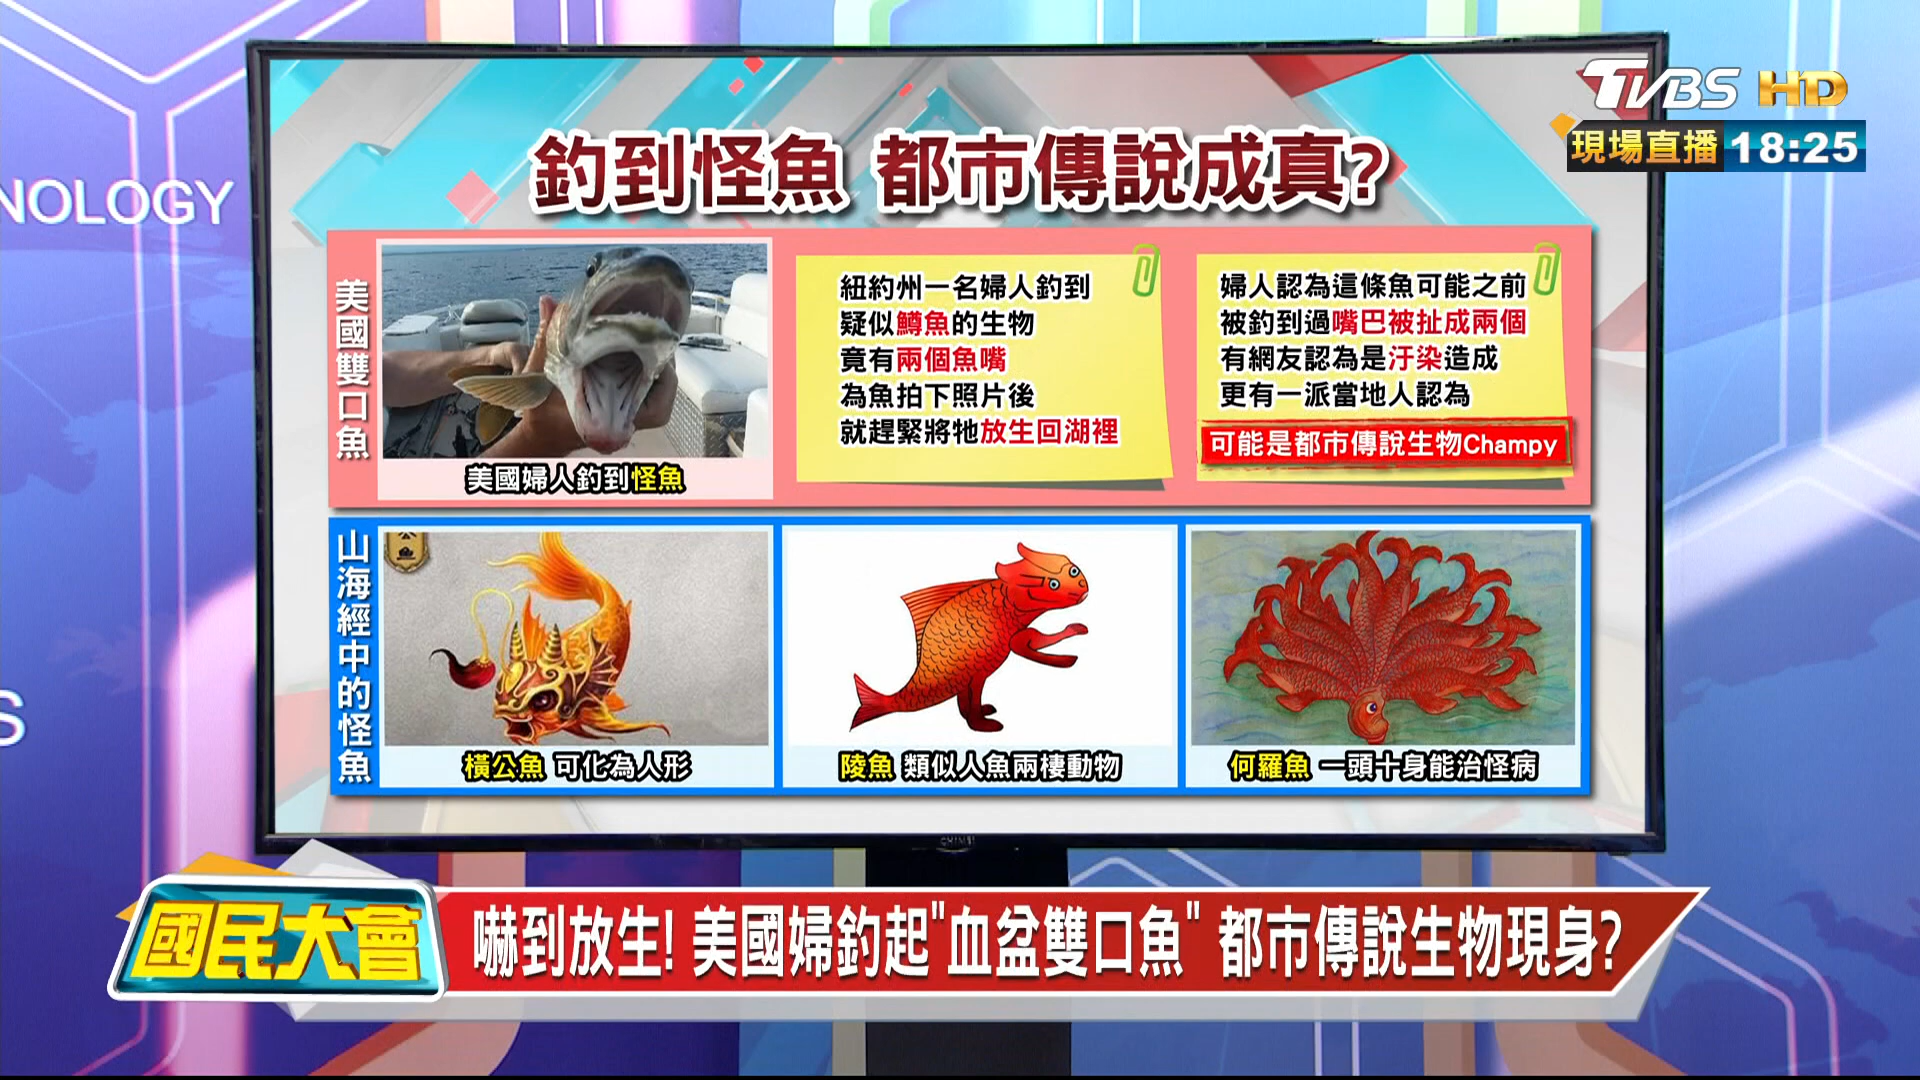 TVBS HD
現場直播 18:25
NOLOGY
S
釣到怪魚 都市傳說成真?
美國雙口魚
美國婦人釣到怪魚
紐約州一名婦人釣到
疑似鱒魚的生物
竟有兩個魚嘴
為魚拍下照片後
就趕緊將牠放生回湖裡
婦人認為這條魚可能之前
被釣到過嘴巴被扯成兩個
有網友認為是汙染造成
更有一派當地人認為
可能是都市傳說生物Champy
山海經中的怪魚
橫公魚 可化為人形
陵魚 類似人魚兩棲動物
何羅魚 一頭十身能治怪病
CHIMEI
國民大會
嚇到放生! 美國婦釣起"血盆雙口魚" 都市傳說生物現身?